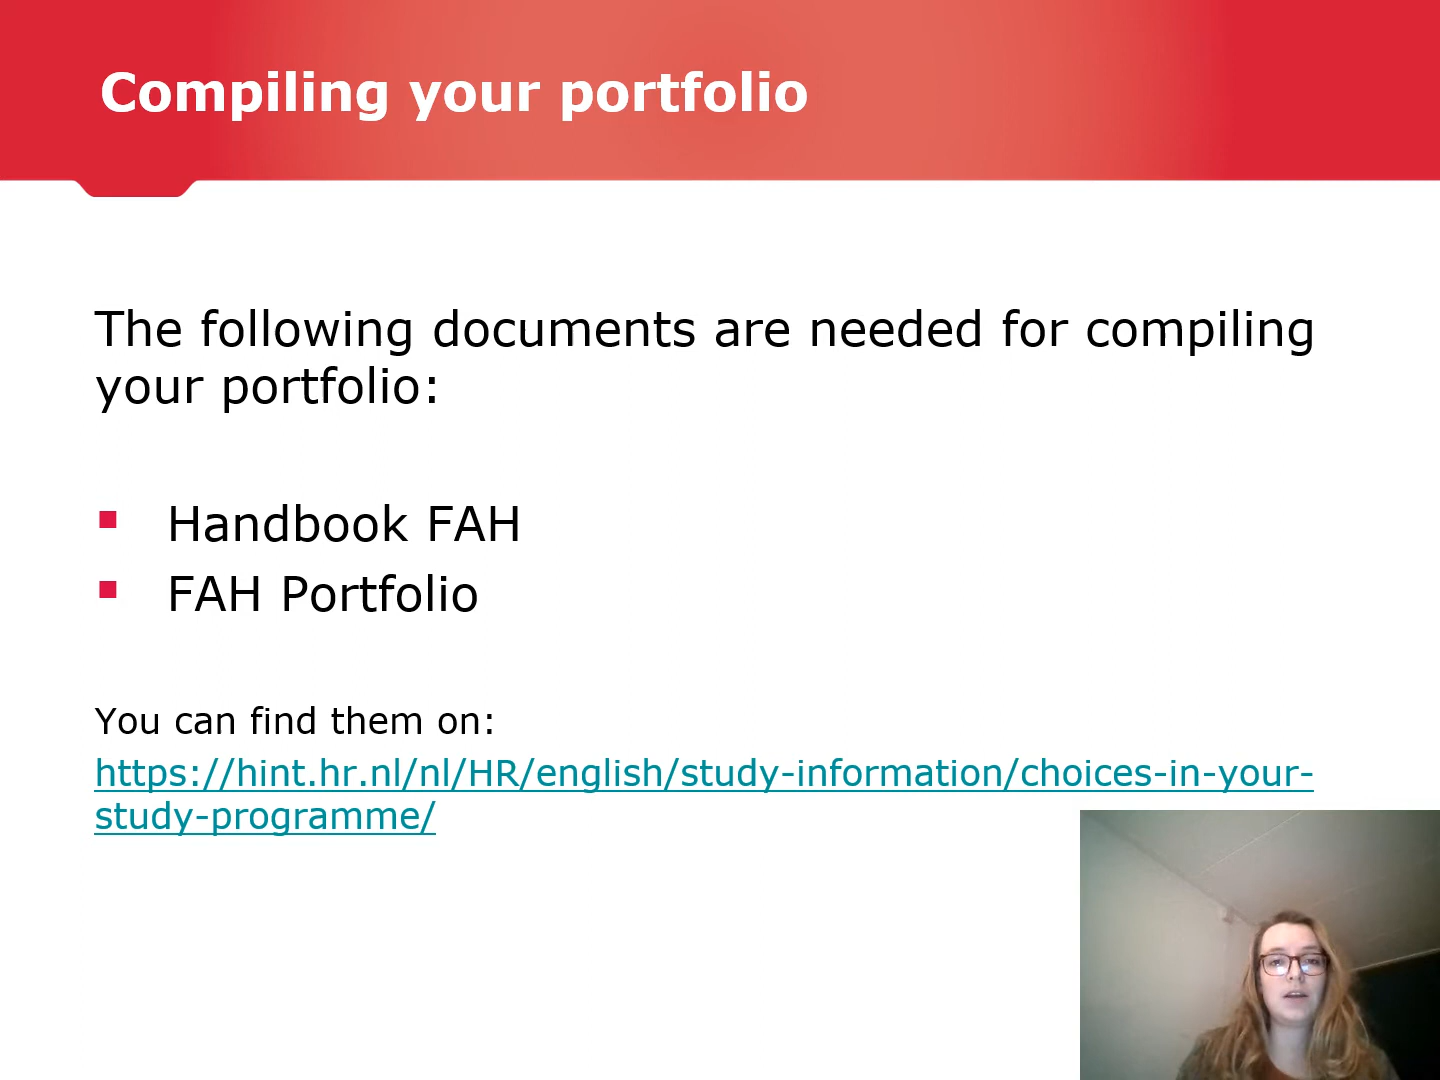 Compiling your portfolio
The following documents are needed for compiling
your portfolio:
Handbook FAH
FAH Portfolio
You can find them on:
https://hint.hr.nl/nl/HR/english/study-information/choices-in-your-
study-programme/